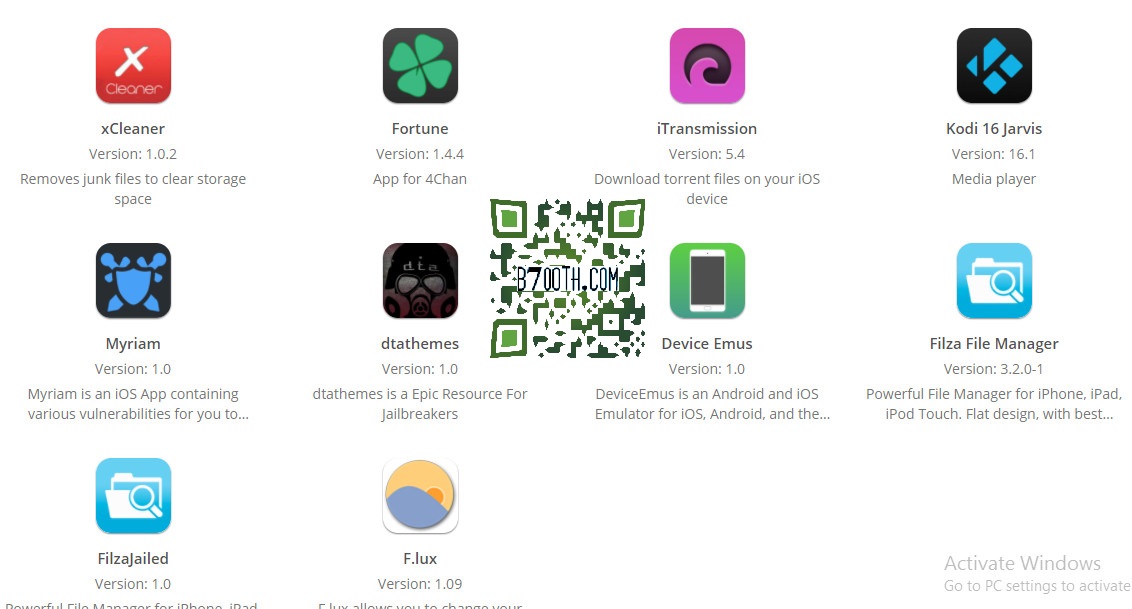 X
Cleaner
xCleaner
Version: 1.0.2
Removes junk files to clear storage
space
Fortune
Version: 1.4.4
App for 4Chan
iTransmission
Version: 5.4
Download torrent files on your iOS
device
Kodi 16 Jarvis
Version: 16.1
Media player
B700TH.COM
Myriam
Version: 1.0
Myriam is an iOS App containing
various vulnerabilities for you to...
dta
dtathemes
Version: 1.0
dtathemes is a Epic Resource For
Jailbreakers
Device Emus
Version: 1.0
DeviceEmus is an Android and iOS
Emulator for iOS, Android, and the...
Filza File Manager
Version: 3.2.0-1
Powerful File Manager for iPhone, iPad,
iPod Touch. Flat design, with best...
FilzaJailed
Version: 1.0
Powerful File Manager for iPhone, iPad
F.lux
Version: 1.09
F.lux allows you to change your
Activate Windows
Go to PC settings to activate